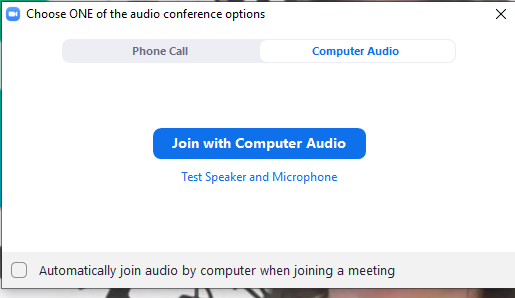 Choose ONE of the audio conference options
Phone Call
Computer Audio
Join with Computer Audio
Test Speaker and Microphone
Automatically join audio by computer when joining a meeting